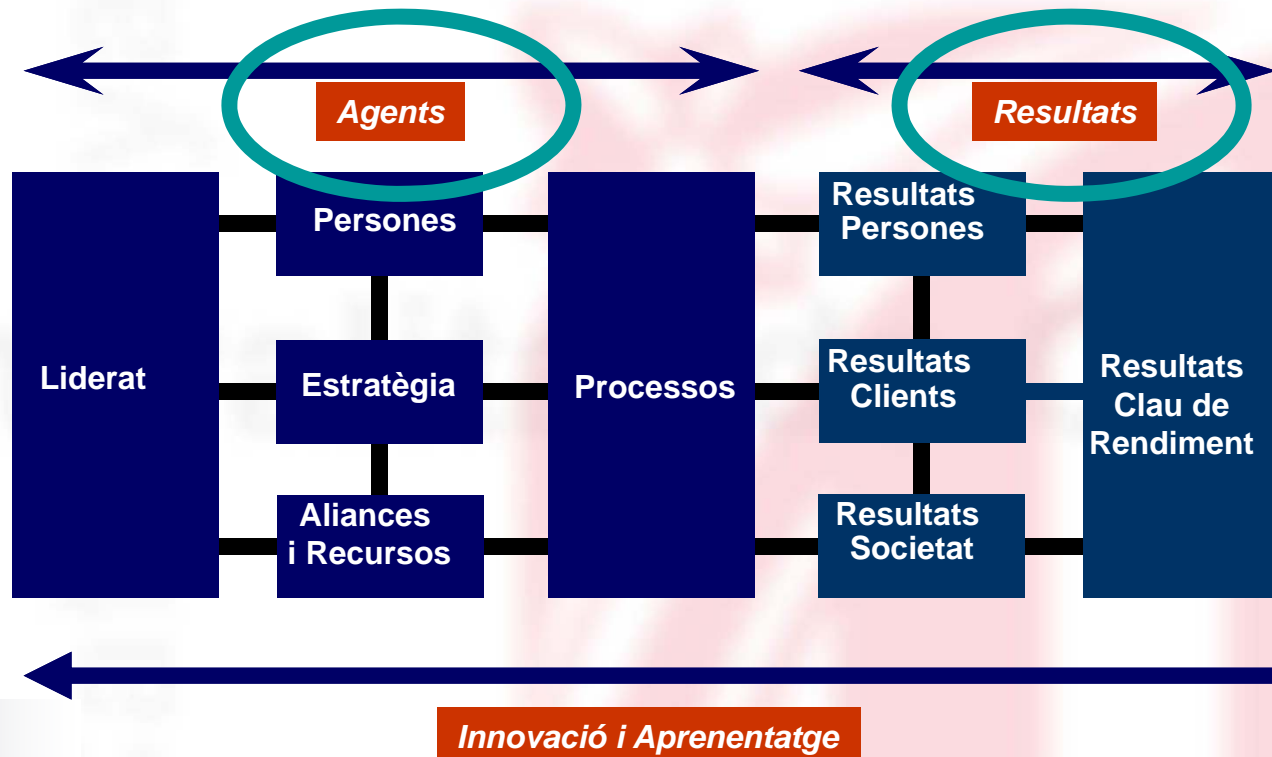 Agents
Resultats
Liderat
Persones
Estratègia
Aliances
i Recursos
Processos
Resultats
Persones
Resultats
Clients
Resultats
Societat
Resultats
Clau de
Rendiment
Innovació i Aprenentatge